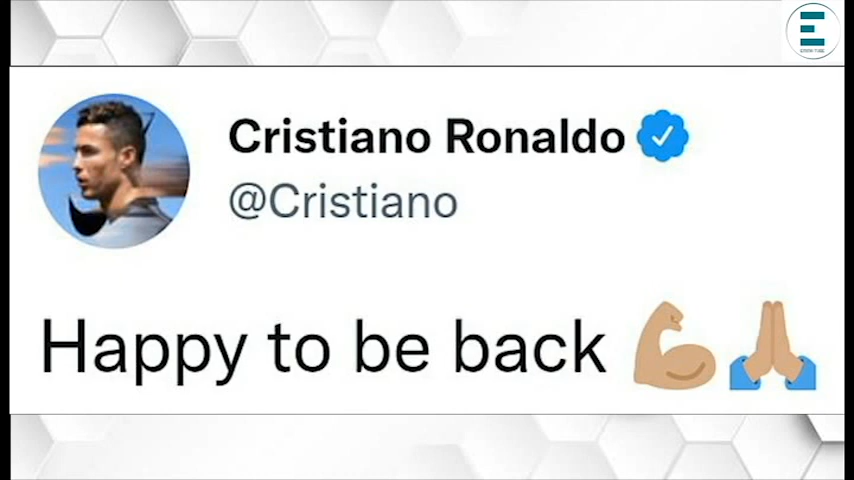 Cristiano Ronaldo
@Cristiano
Happy to be back 💪🏽🙏🏽